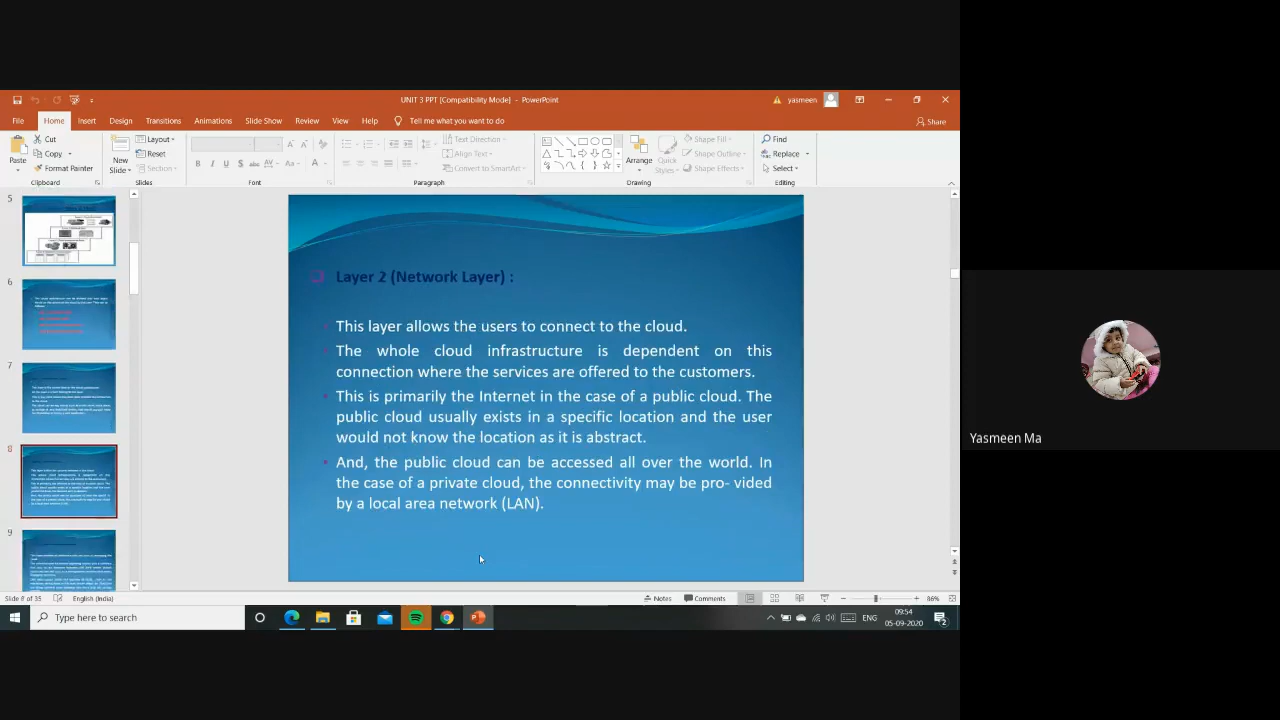 UNIT 3 PPT [Compatibility Mode] - PowerPoint
yasmeen
File Home Insert Design Transitions Animations Slide Show Review View Help Tell me what you want to do
Share
Paste
Cut
Copy
Format Painter
Clipboard
New
Slide
Layout
Reset
Section
Slides
Font
Text Direction
Align Text
Convert to SmartArt
Paragraph
Arrange
Quick
Styles
Shape Fill
Shape Outline
Shape Effects
Drawing
Find
Replace
Select
Editing
5
6
7
8
9
Layer 2 (Network Layer) :
This layer allows the users to connect to the cloud.
The whole cloud infrastructure is dependent on this
connection where the services are offered to the customers.
This is primarily the Internet in the case of a public cloud. The
public cloud usually exists in a specific location and the user
would not know the location as it is abstract.
And, the public cloud can be accessed all over the world. In
the case of a private cloud, the connectivity may be pro- vided
by a local area network (LAN).
Yasmeen Ma
Slide 8 of 35
English (India)
Notes
Comments
86%
Type here to search
ENG
09:54
05-09-2020
2